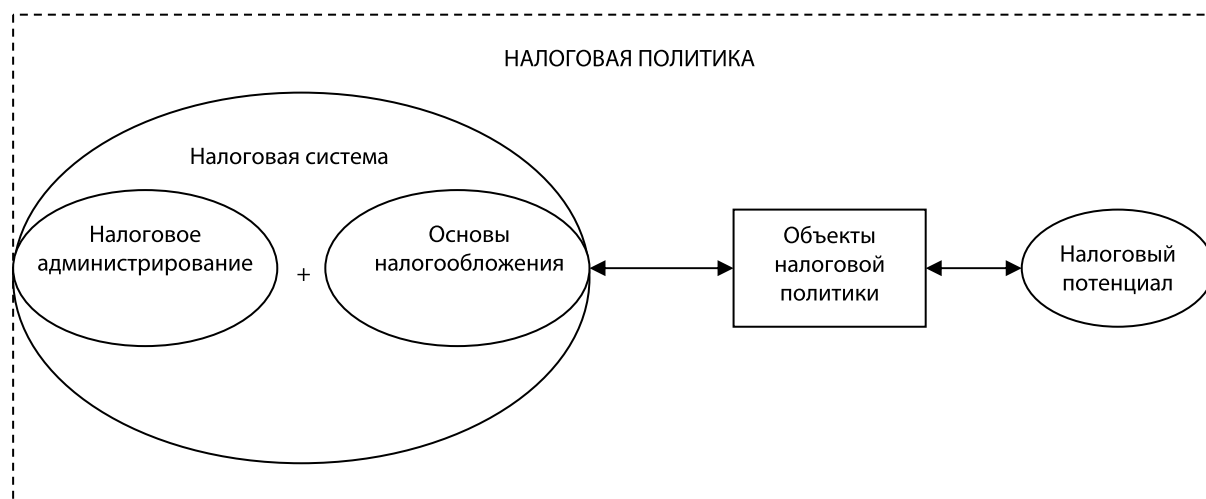 НАЛОГОВАЯ ПОЛИТИКА
Налоговая система
Налоговое
администрирование
+
Основы
налогообложения
Объекты
налоговой
политики
Налоговый
потенциал